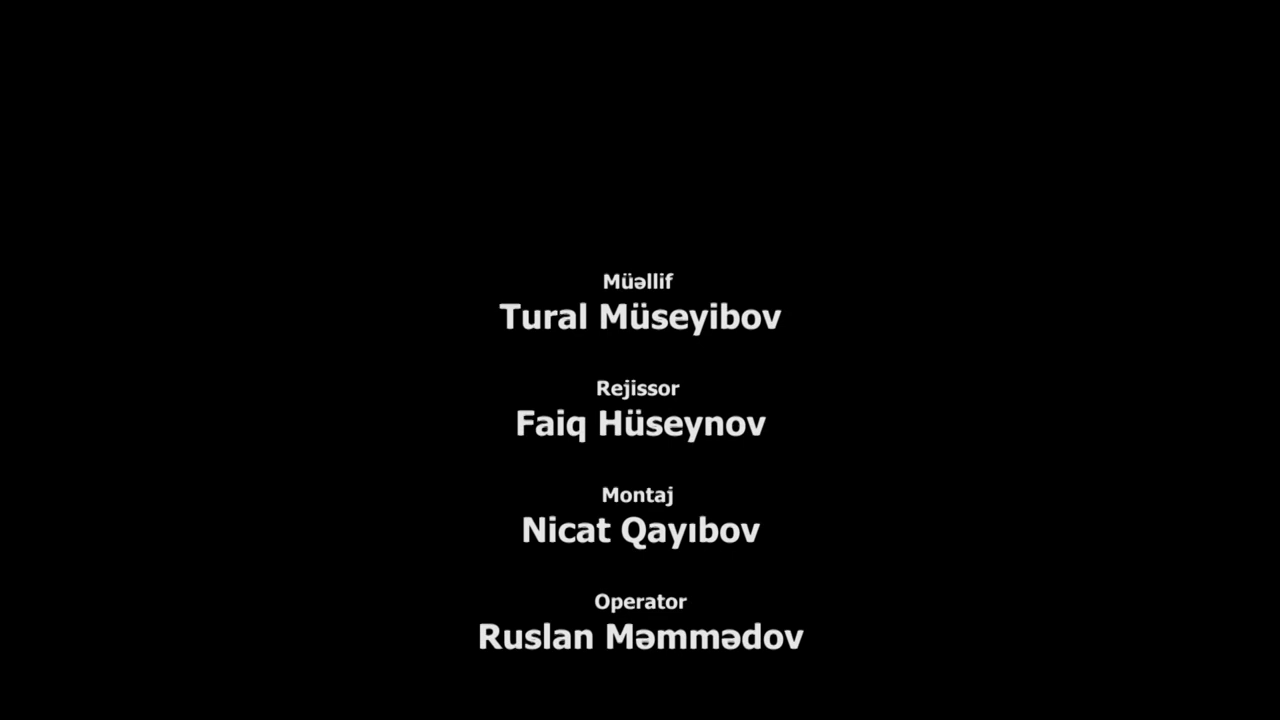 Müəllif
Tural Müseyibov
Rejissor
Faiq Hüseynov
Montaj
Nicat Qayıbov
Operator
Ruslan Məmmədov